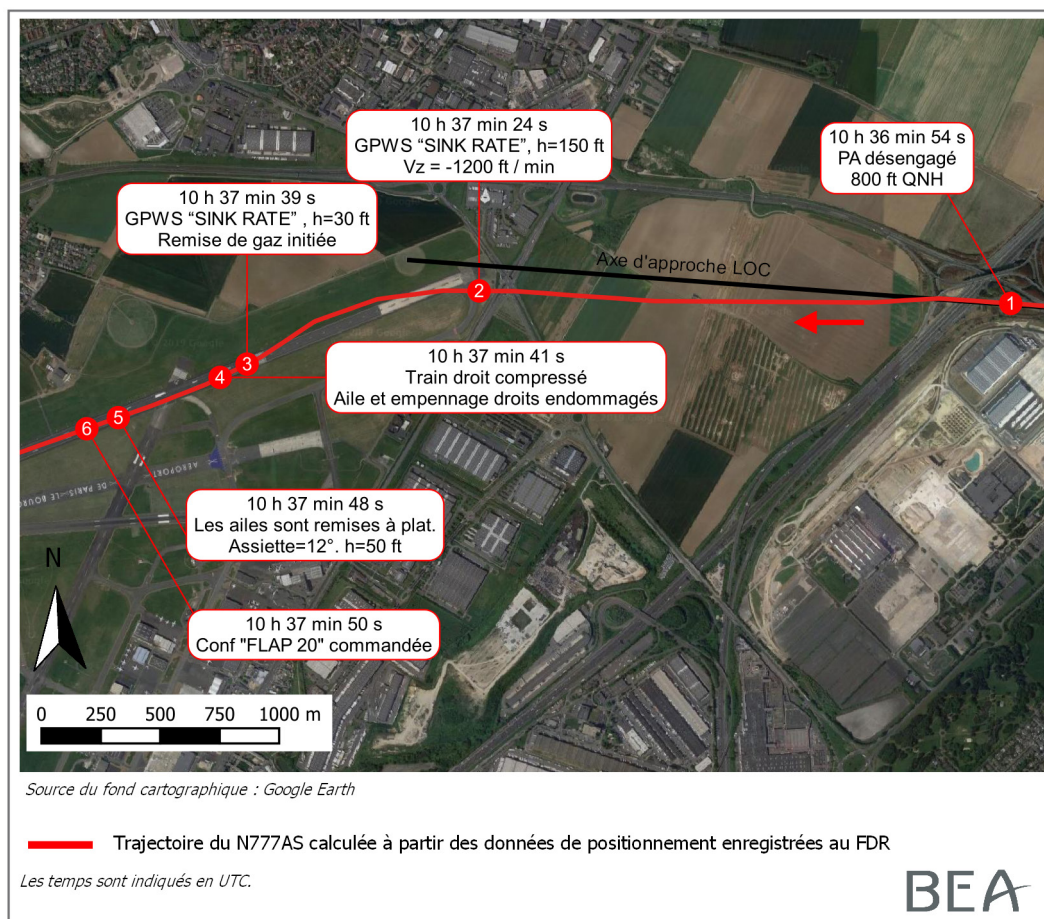 10 h 37 min 24 s
GPWS “SINK RATE”, h=150 ft
Vz = -1200 ft / min
10 h 36 min 54 s
PA désengagé
800 ft QNH
10 h 37 min 39 s
GPWS “SINK RATE” , h=30 ft
Remise de gaz initiée
Axe d'approche LOC
1
2
3
4
5
6
10 h 37 min 41 s
Train droit compressé
Aile et empennage droits endommagés
AEROPORT DE PARIS-LE BOURG
10 h 37 min 48 s
Les ailes sont remises à plat.
Assiette=12°. h=50 ft
N
10 h 37 min 50 s
Conf "FLAP 20" commandée
0 250 500 750 1000 m
Source du fond cartographique : Google Earth
Trajectoire du N777AS calculée à partir des données de positionnement enregistrées au FDR
Les temps sont indiqués en UTC.
BEA